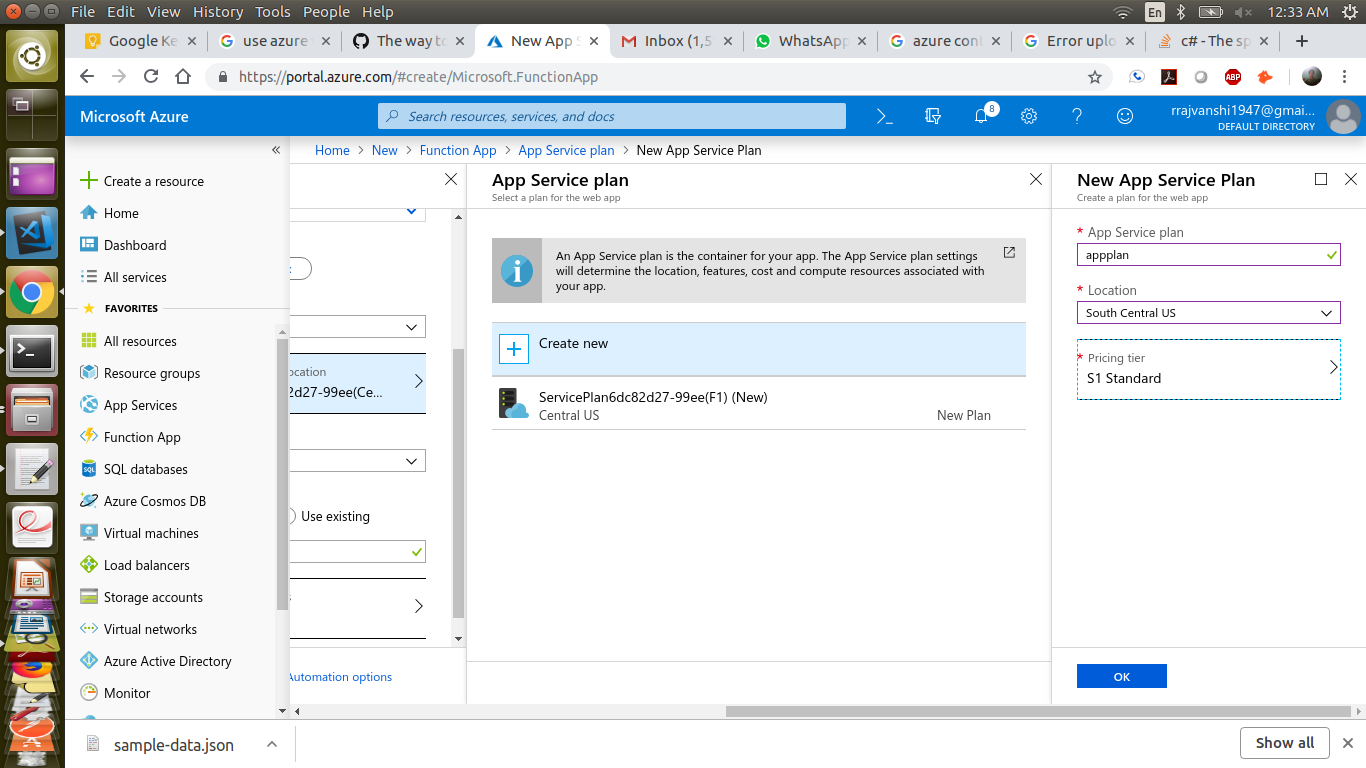 File Edit View History Tools People Help
En
12:33 AM
Google Ke
use azure
The way to
New App S
Inbox (1,5
WhatsApp
azure con
Error uplo
c# - The sp
https://portal.azure.com/#create/Microsoft.FunctionApp
ABP
Microsoft Azure
Search resources, services, and docs
8
rrajvanshi1947@gmai...
DEFAULT DIRECTORY
Home > New > Function App > App Service plan > New App Service Plan
Create a resource
Home
Dashboard
All services
FAVORITES
All resources
Resource groups
App Services
Function App
SQL databases
Azure Cosmos DB
Virtual machines
Load balancers
Storage accounts
Virtual networks
Azure Active Directory
Monitor
ocation
2d27-99ee(Ce...
Use existing
Automation options
App Service plan
Select a plan for the web app
An App Service plan is the container for your app. The App Service plan settings
will determine the location, features, cost and compute resources associated with
your app.
Create new
ServicePlan6dc82d27-99ee(F1) (New)
Central US
New Plan
New App Service Plan
Create a plan for the web app
* App Service plan
appplan
* Location
South Central US
* Pricing tier
S1 Standard
OK
sample-data.json
Show all